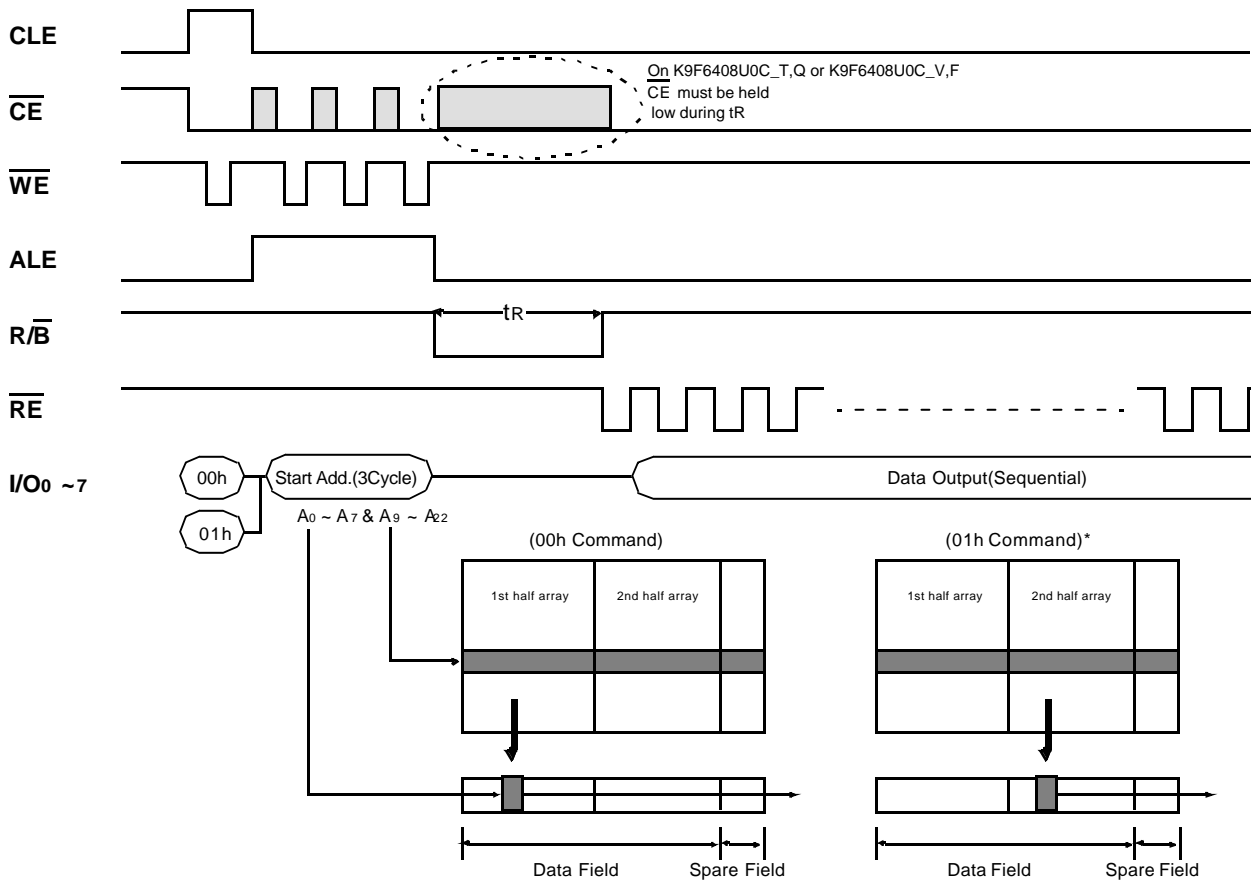 CLE
On K9F6408U0C_T,Q or K9F6408U0C_V,F
CE must be held
low during tR
CE
WE
ALE
tR
R/B
RE
I/O0 ~7
00h
Start Add.(3Cycle)
Data Output(Sequential)
01h
A0 ~ A7 & A9 ~ A22
(00h Command)
(01h Command)*
1st half array
2nd half array
1st half array
2nd half array
Data Field
Spare Field
Data Field
Spare Field